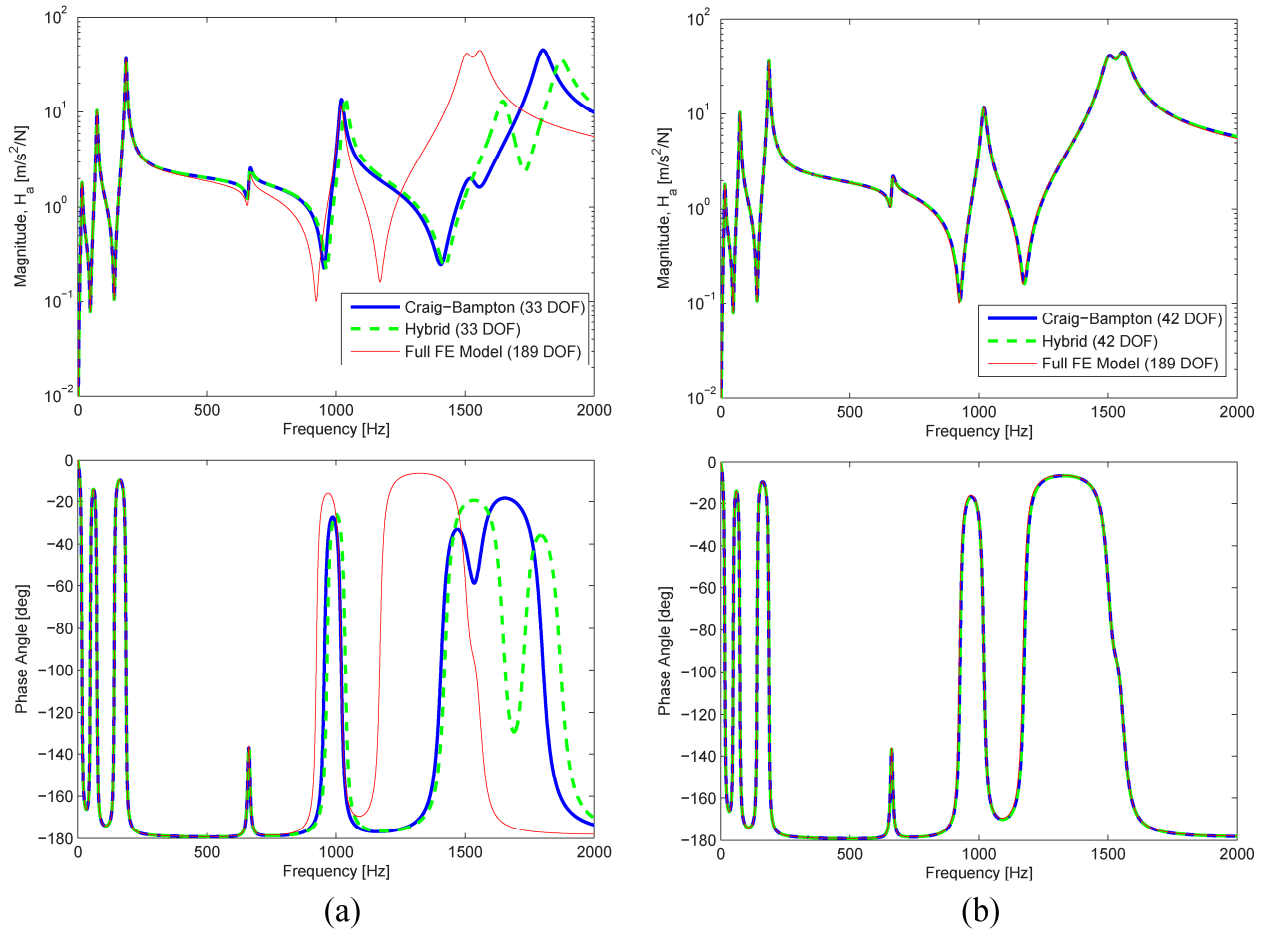 10^2
10^1
10^0
10^−1
10^−2
Magnitude, H_a [m/s^2/N]
Craig−Bampton (33 DOF)
Hybrid (33 DOF)
Full FE Model (189 DOF)
0 500 1000 1500 2000
Frequency [Hz]
10^2
10^1
10^0
10^−1
10^−2
Magnitude, H_a [m/s^2/N]
Craig−Bampton (42 DOF)
Hybrid (42 DOF)
Full FE Model (189 DOF)
0 500 1000 1500 2000
Frequency [Hz]
0
−20
−40
−60
−80
−100
−120
−140
−160
−180
Phase Angle [deg]
0 500 1000 1500 2000
Frequency [Hz]
(a)
0
−20
−40
−60
−80
−100
−120
−140
−160
−180
Phase Angle [deg]
0 500 1000 1500 2000
Frequency [Hz]
(b)